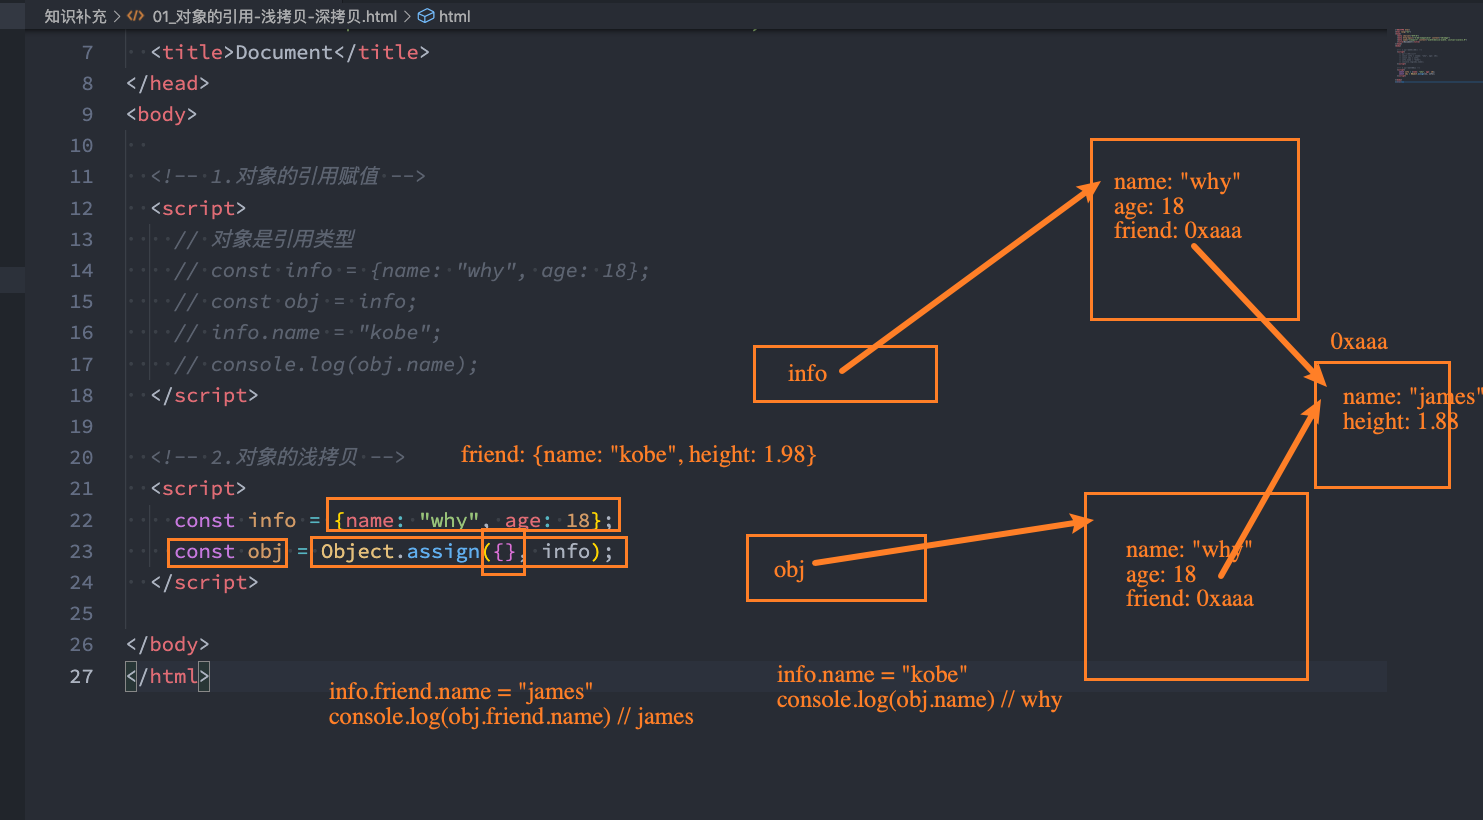 知识补充 > 01_对象的引用-浅拷贝-深拷贝.html > html
7 <title>Document</title>
8 </head>
9 <body>
10
11 <!-- 1.对象的引用赋值 -->
12 <script>
13 // 对象是引用类型
14 // const info = {name: "why", age: 18};
15 // const obj = info;
16 // info.name = "kobe";
17 // console.log(obj.name);
18 </script>
19
20 <!-- 2.对象的浅拷贝 -->
friend: {name: "kobe", height: 1.98}
21 <script>
22 const info = {name: "why", age: 18};
23 const obj = Object.assign({}, info);
24 </script>
25
26 </body>
27 </html>
info.friend.name = "james"
console.log(obj.friend.name) // james
info.name = "kobe"
console.log(obj.name) // why
info
name: "why"
age: 18
friend: 0xaaa
0xaaa
name: "james"
height: 1.88
obj
name: "why"
age: 18
friend: 0xaaa